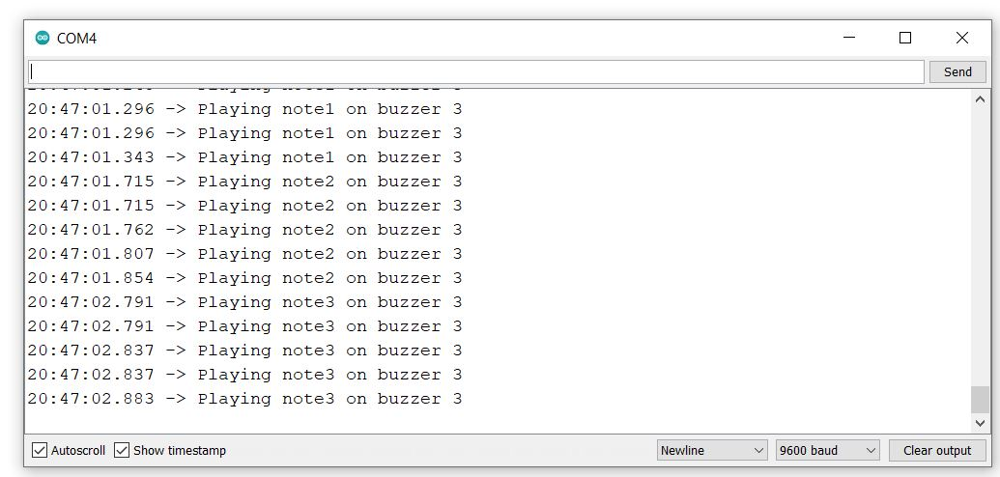 COM4
Send
20:47:01.296 -> Playing note1 on buzzer 3
20:47:01.296 -> Playing note1 on buzzer 3
20:47:01.343 -> Playing note1 on buzzer 3
20:47:01.715 -> Playing note2 on buzzer 3
20:47:01.715 -> Playing note2 on buzzer 3
20:47:01.762 -> Playing note2 on buzzer 3
20:47:01.807 -> Playing note2 on buzzer 3
20:47:01.854 -> Playing note2 on buzzer 3
20:47:02.791 -> Playing note3 on buzzer 3
20:47:02.791 -> Playing note3 on buzzer 3
20:47:02.837 -> Playing note3 on buzzer 3
20:47:02.837 -> Playing note3 on buzzer 3
20:47:02.883 -> Playing note3 on buzzer 3
Autoscroll Show timestamp Newline 9600 baud Clear output